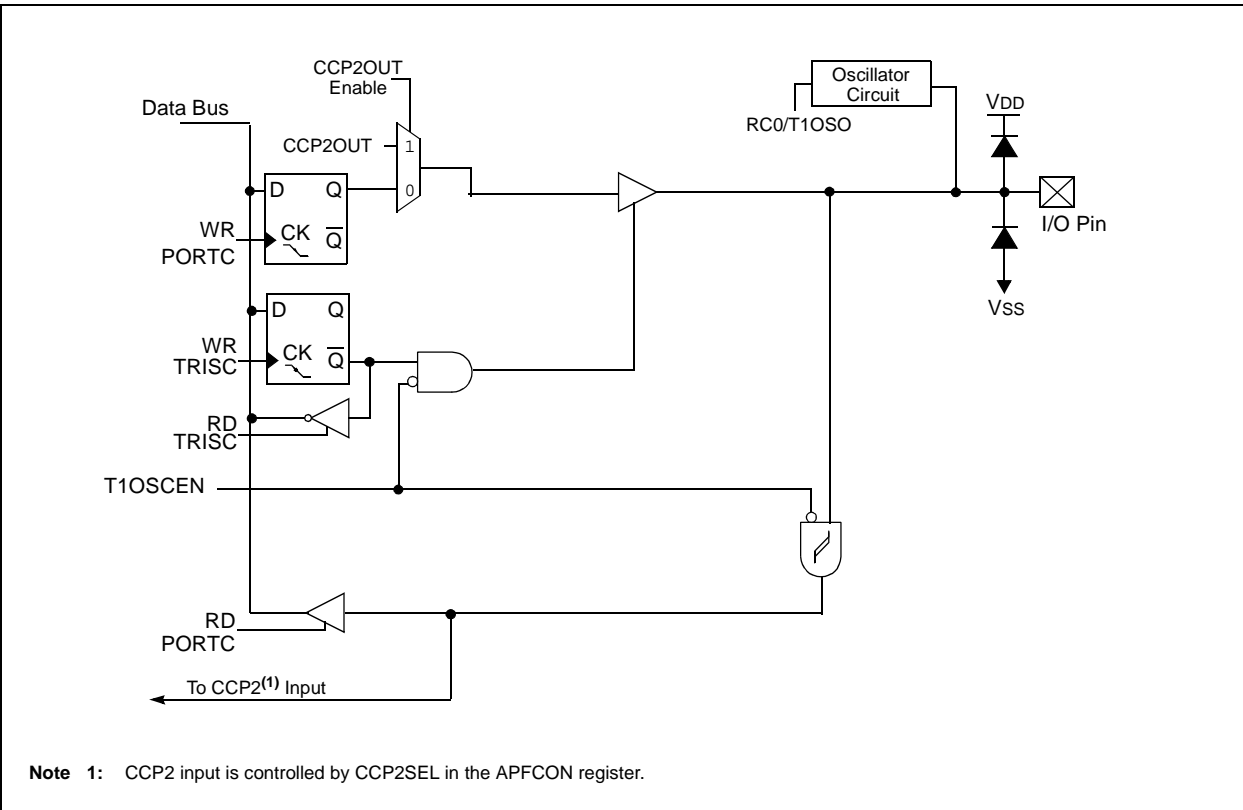 CCP2OUT
Enable
Oscillator
Circuit
VDD
Data Bus
RC0/T1OSO
CCP2OUT
1
D Q
0
I/O Pin
WR
PORTC
CK Q
VSS
D Q
WR
TRISC
CK Q
RD
TRISC
T1OSCEN
RD
PORTC
To CCP2(1) Input
Note 1: CCP2 input is controlled by CCP2SEL in the APFCON register.